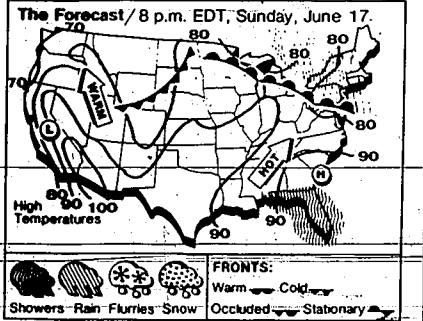 The Forecast/ 8 p.m. EDT, Sunday, June 17.
70
80
80
80
70
WARM
80
L
HOT
90
H
80
90
100
90
90
High
Temperatures
FRONTS:
Warm Cold
Showers Rain Flurries Snow
Occluded Stationary